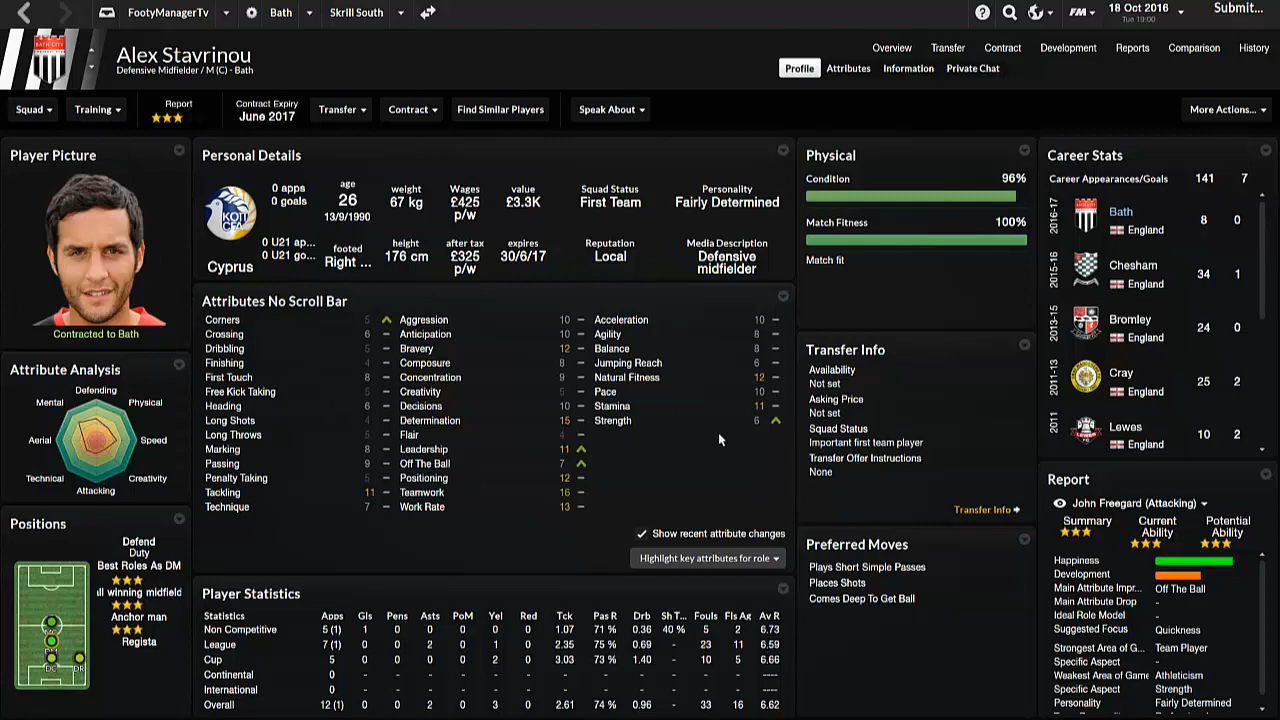 FootyManagerTv Bath Skrill South FM 18 Oct 2016 Submit...
Tue 19:00
Alex Stavrinou
Defensive Midfielder / M (C) - Bath
Overview Transfer Contract Development Reports Comparison History
Profile Attributes Information Private Chat
Squad Training Report Contract Expiry June 2017 Transfer Contract Find Similar Players Speak About More Actions...
Player Picture
Contracted to Bath
Attribute Analysis
Defending
Mental Physical
Aerial Speed
Technical Creativity
Attacking
Positions
Defend
Duty
Best Roles As DM
all winning midfield
Anchor man
Regista
DC DR
Personal Details
0 apps
0 goals
0 U21 ap...
0 U21 go...
Cyprus
age
26
13/9/1990
footed
Right ...
weight
67 kg
height
176 cm
Wages
£425
p/w
after tax
£325
p/w
value
£3.3K
expires
30/6/17
Squad Status
First Team
Reputation
Local
Personality
Fairly Determined
Media Description
Defensive
midfielder
Attributes No Scroll Bar
Corners 5 Aggression 10 Acceleration 10
Crossing 6 Anticipation 10 Agility 8
Dribbling 5 Bravery 12 Balance 8
Finishing 4 Composure 8 Jumping Reach 6
First Touch 8 Concentration 9 Natural Fitness 12
Free Kick Taking 5 Creativity 5 Pace 10
Heading 6 Decisions 10 Stamina 11
Long Shots 4 Determination 15 Strength 6
Long Throws 5 Flair 4
Marking 8 Leadership 11
Passing 9 Off The Ball 7
Penalty Taking 5 Positioning 12
Tackling 11 Teamwork 16
Technique 7 Work Rate 13
Show recent attribute changes
Highlight key attributes for role
Player Statistics
Statistics Apps Gls Pens Asts PoM Yel Red Tck Pas R Drb Sh T... Fouls Fls Ag Av R
Non Competitive 5 (1) 1 0 0 0 0 0 1.07 71 % 0.36 40 % 5 2 6.73
League 7 (1) 0 0 2 0 1 0 2.35 75 % 0.69 - 23 11 6.59
Cup 5 0 0 0 0 2 0 3.03 73 % 1.40 - 10 5 6.66
Continental 0 - - - - - - - - - - - - ----
International 0 - - - - - - - - - - - - ----
Overall 12 (1) 0 0 2 0 3 0 2.61 74 % 0.96 - 33 16 6.62
Physical
Condition 96%
Match Fitness 100%
Match fit
Transfer Info
Availability
Not set
Asking Price
Not set
Squad Status
Important first team player
Transfer Offer Instructions
None
Transfer Info
Preferred Moves
Plays Short Simple Passes
Places Shots
Comes Deep To Get Ball
Career Stats
Career Appearances/Goals 141 7
2016-17 Bath England 8 0
2015-16 Chesham England 34 1
2013-15 Bromley England 24 0
2011-13 Cray England 25 2
2011 Lewes England 10 2
Report
John Freegard (Attacking)
Summary Current Ability Potential Ability
Happiness
Development
Main Attribute Impr... Off The Ball
Main Attribute Drop -
Ideal Role Model -
Suggested Focus Quickness
Strongest Area of G... Team Player
Specific Aspect -
Weakest Area of Game Athleticism
Specific Aspect Strength
Personality Fairly Determined